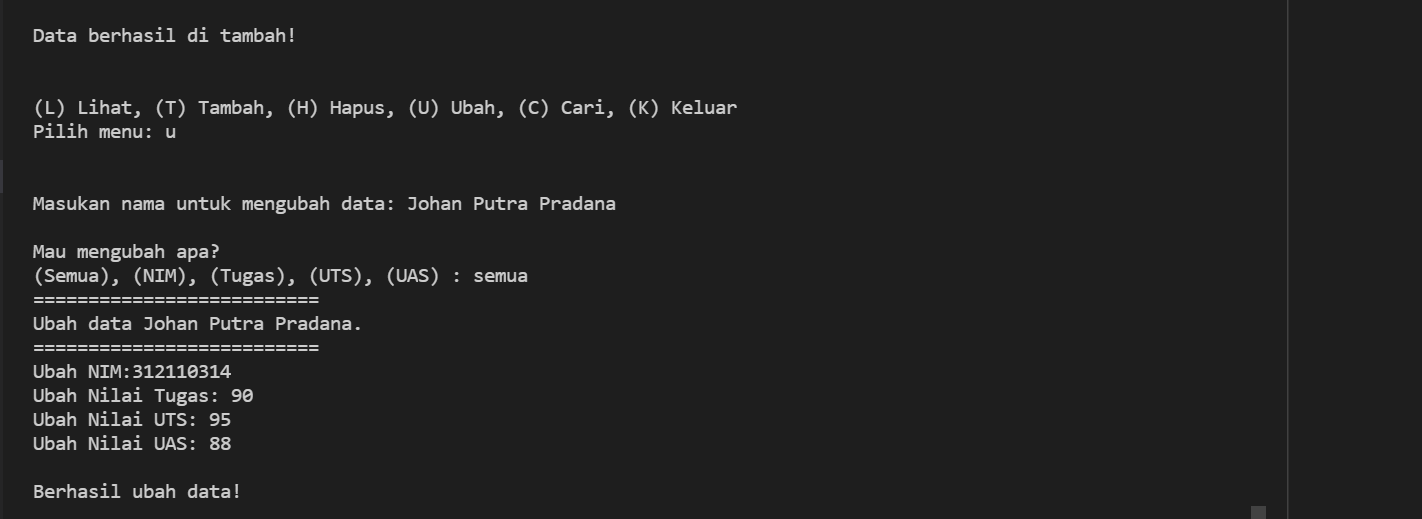 Data berhasil di tambah!
(L) Lihat, (T) Tambah, (H) Hapus, (U) Ubah, (C) Cari, (K) Keluar
Pilih menu: u
Masukan nama untuk mengubah data: Johan Putra Pradana
Mau mengubah apa?
(Semua), (NIM), (Tugas), (UTS), (UAS) : semua
==========================
Ubah data Johan Putra Pradana.
==========================
Ubah NIM:312110314
Ubah Nilai Tugas: 90
Ubah Nilai UTS: 95
Ubah Nilai UAS: 88
Berhasil ubah data!